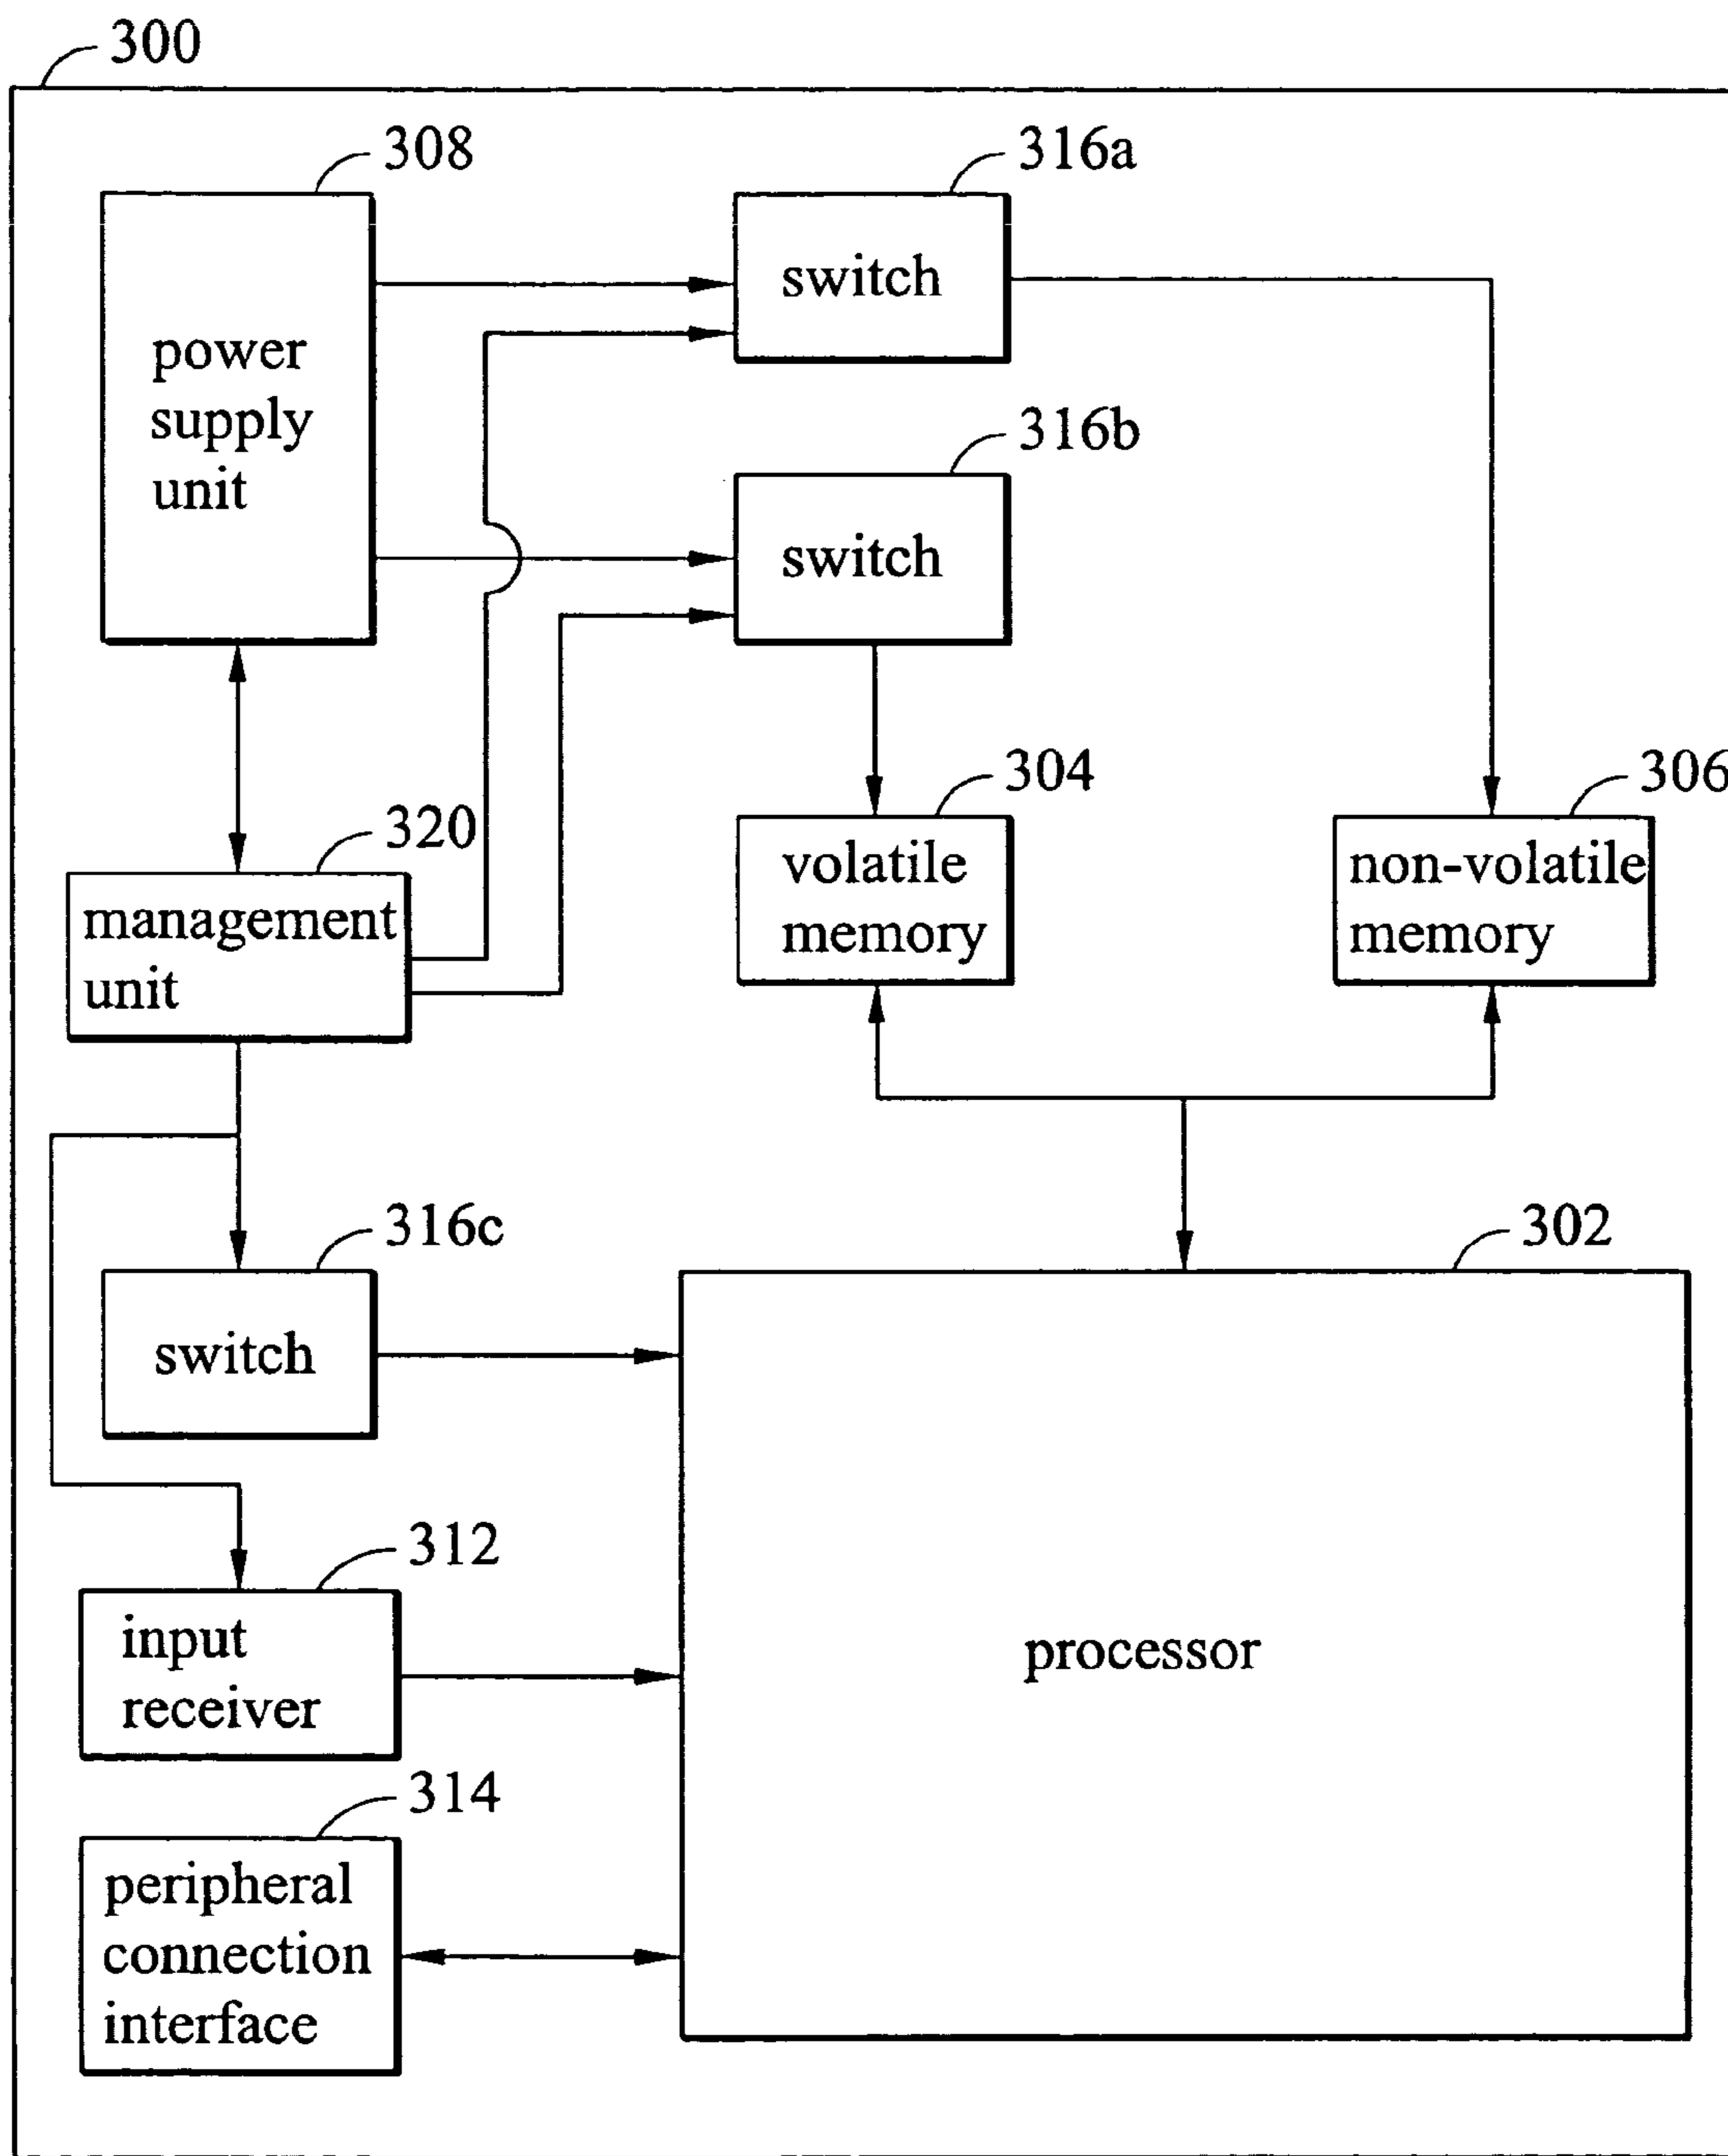 300
308
316a
power
supply
unit
switch
316b
switch
304
306
320
volatile
memory
non-volatile
memory
management
unit
316c
302
switch
312
input
receiver
processor
314
peripheral
connection
interface